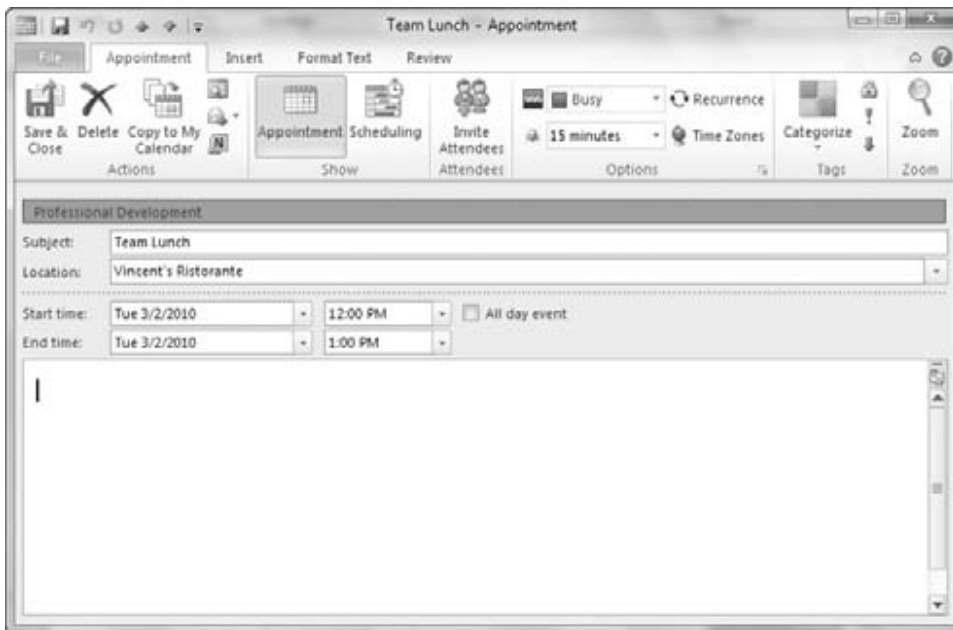 Team Lunch - Appointment
File Appointment Insert Format Text Review
Save & Close Delete Copy to My Calendar
Appointment Scheduling
Invite Attendees
Busy Recurrence
15 minutes Time Zones
Categorize
Zoom
Actions Show Attendees Options Tags Zoom
Professional Development
Subject: Team Lunch
Location: Vincent's Ristorante
Start time: Tue 3/2/2010 12:00 PM All day event
End time: Tue 3/2/2010 1:00 PM